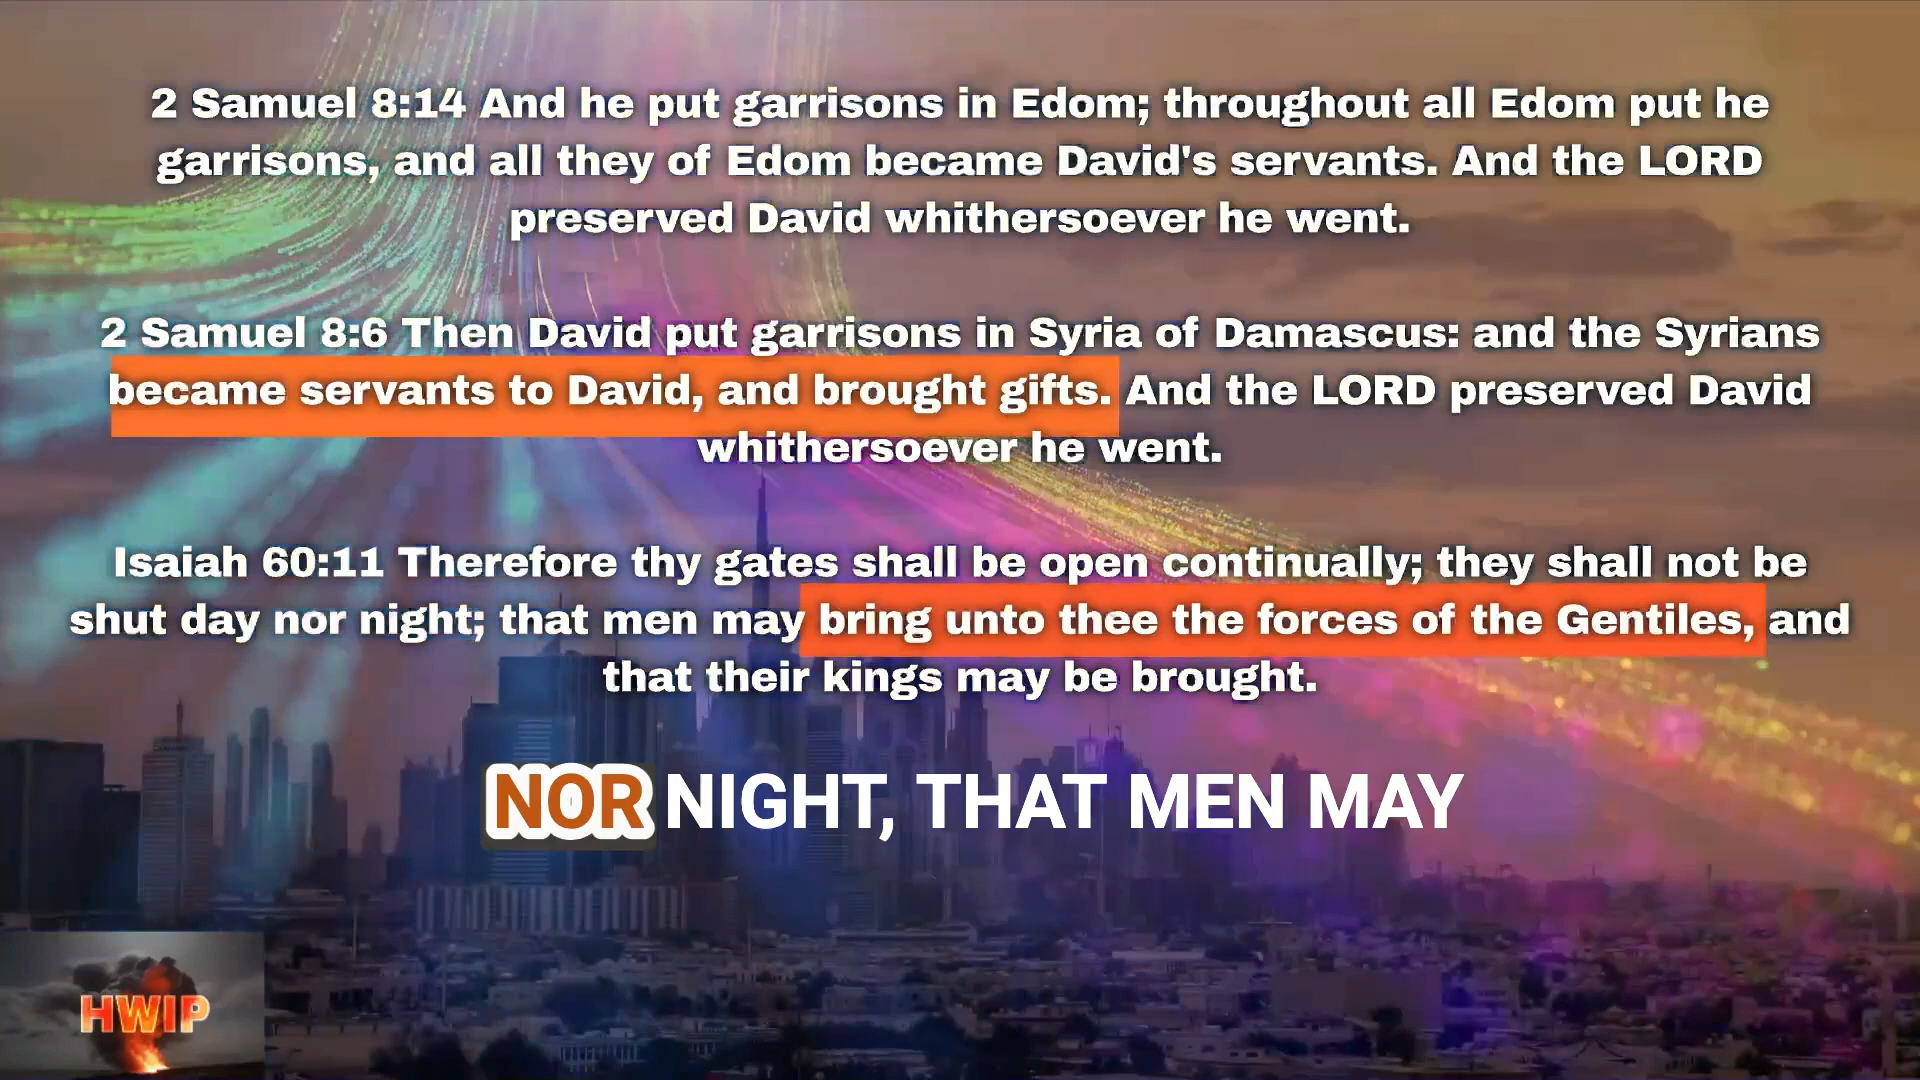 2 Samuel 8:14 And he put garrisons in Edom; throughout all Edom put he
garrisons, and all they of Edom became David's servants. And the LORD
preserved David whithersoever he went.
2 Samuel 8:6 Then David put garrisons in Syria of Damascus: and the Syrians
became servants to David, and brought gifts. And the LORD preserved David
whithersoever he went.
Isaiah 60:11 Therefore thy gates shall be open continually; they shall not be
shut day nor night; that men may bring unto thee the forces of the Gentiles, and
that their kings may be brought.
NOR NIGHT, THAT MEN MAY
HWIP